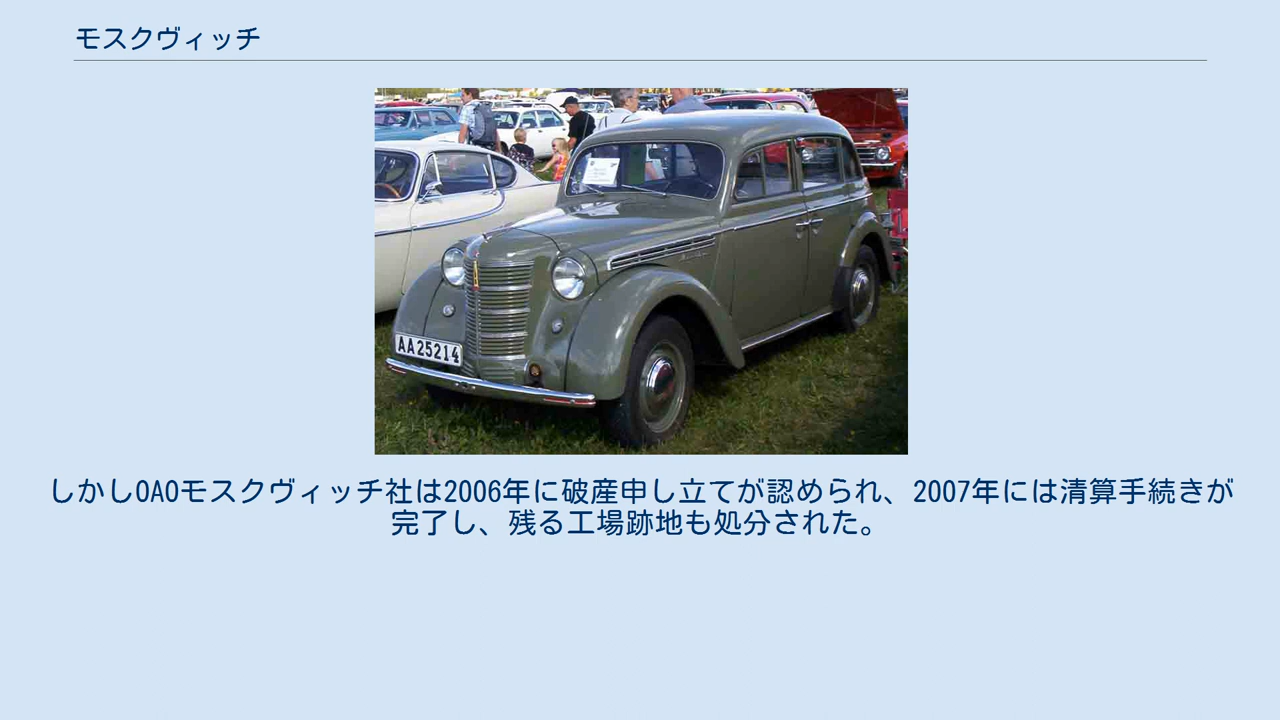 モスクヴィッチ
AA25214
しかしOAOモスクヴィッチ社は2006年に破産申し立てが認められ、2007年には清算手続きが
完了し、残る工場跡地も処分された。